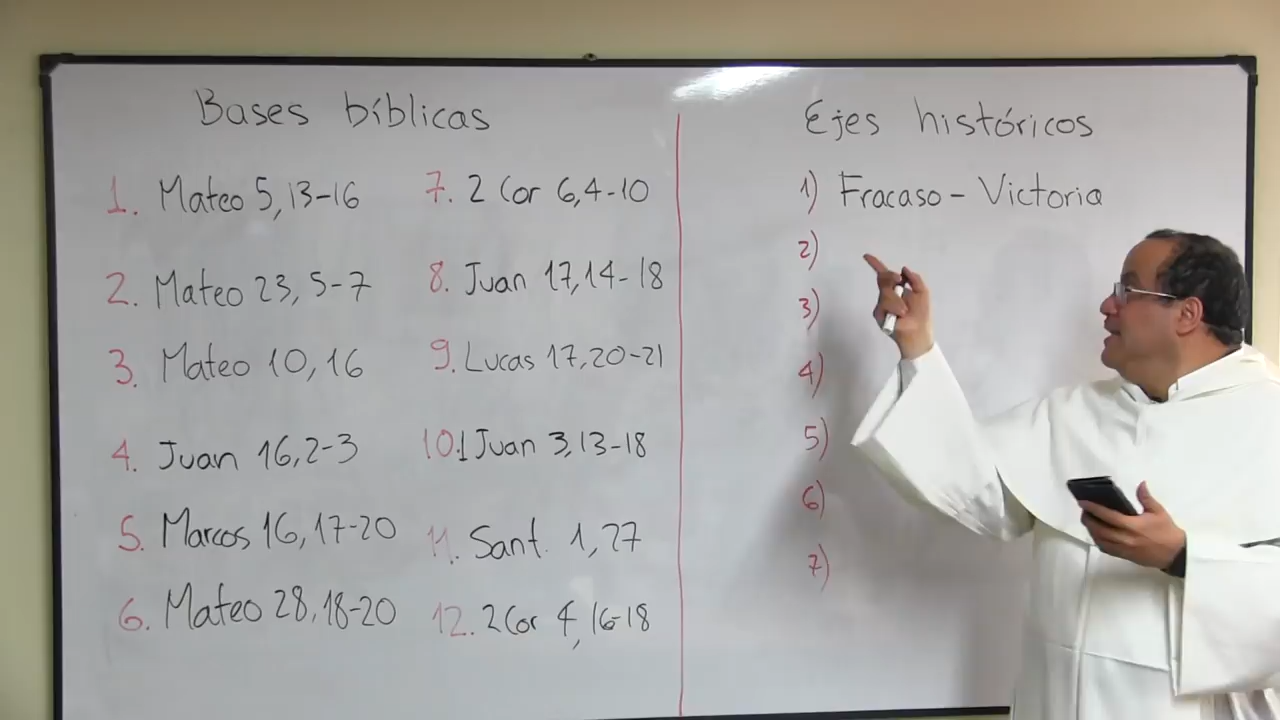 Bases bíblicas
1. Mateo 5,13-16
2. Mateo 23,5-7
3. Mateo 10,16
4. Juan 16,2-3
5. Marcos 16,17-20
6. Mateo 28,18-20
7. 2 Cor 6,4-10
8. Juan 17,14-18
9. Lucas 17,20-21
10. 1 Juan 3,13-18
11. Sant. 1,27
12. 2 Cor 4,16-18
Ejes históricos
1) Fracaso - Victoria
2)
3)
4)
5)
6)
7)